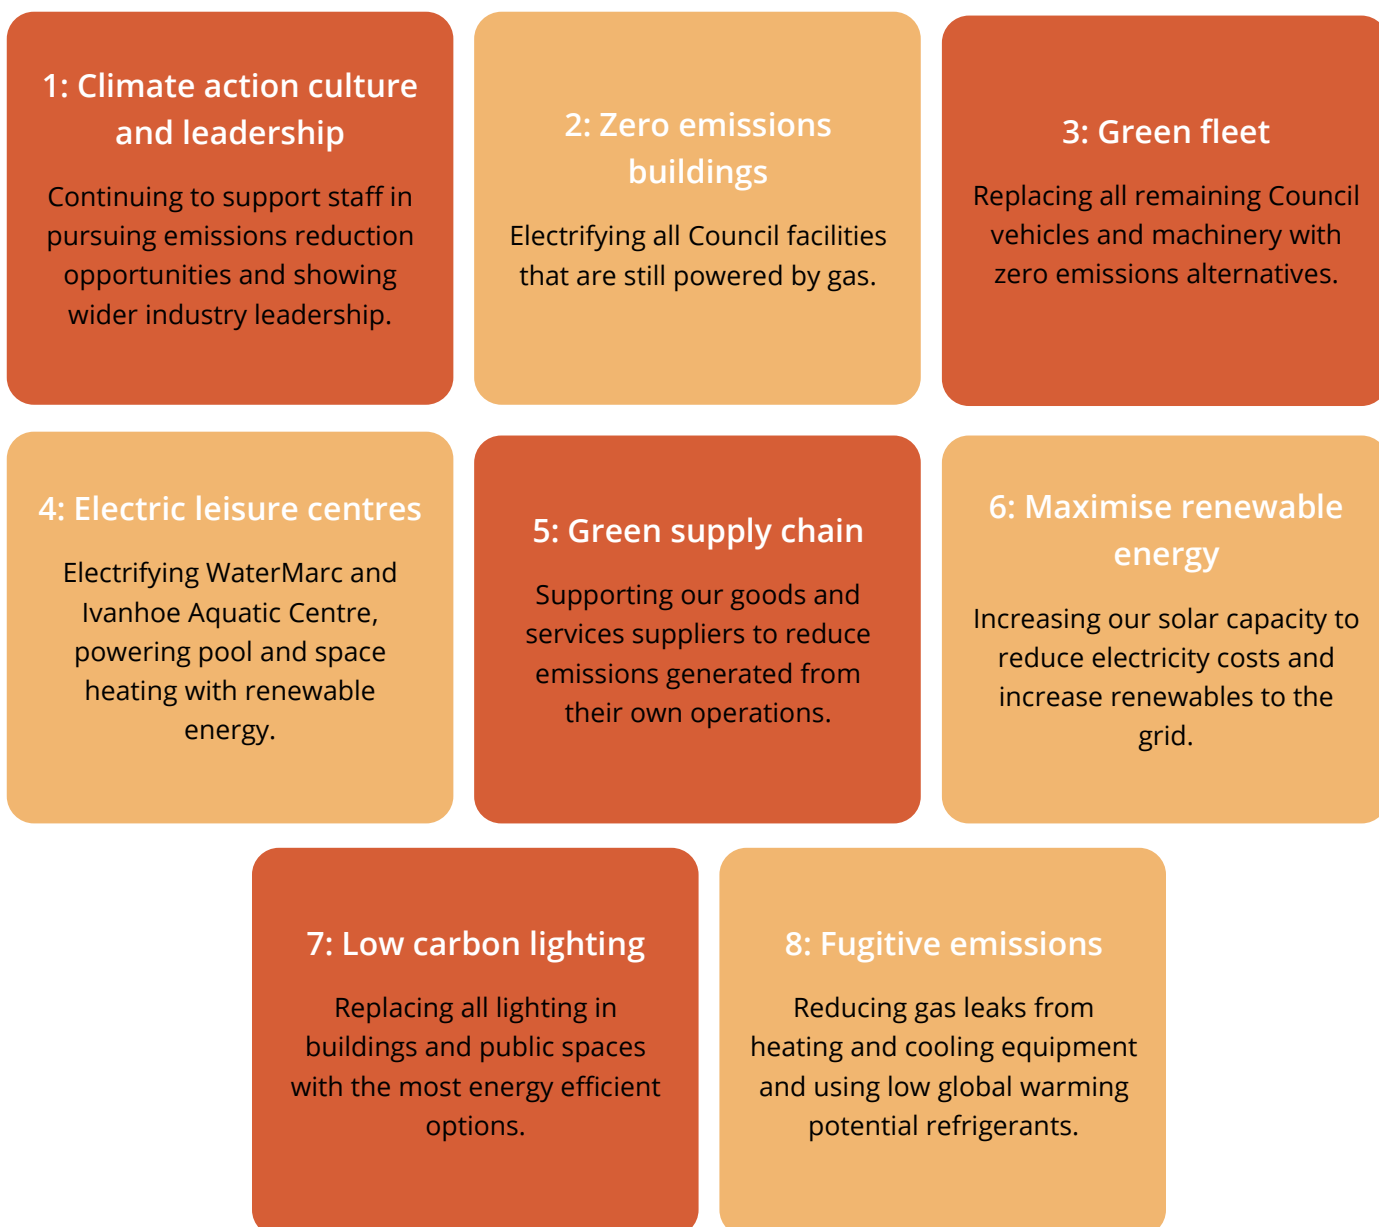 1: Climate action culture
and leadership
Continuing to support staff in
pursuing emissions reduction
opportunities and showing
wider industry leadership.
2: Zero emissions
buildings
Electrifying all Council facilities
that are still powered by gas.
3: Green fleet
Replacing all remaining Council
vehicles and machinery with
zero emissions alternatives.
4: Electric leisure centres
Electrifying WaterMarc and
Ivanhoe Aquatic Centre,
powering pool and space
heating with renewable
energy.
5: Green supply chain
Supporting our goods and
services suppliers to reduce
emissions generated from
their own operations.
6: Maximise renewable
energy
Increasing our solar capacity to
reduce electricity costs and
increase renewables to the
grid.
7: Low carbon lighting
Replacing all lighting in
buildings and public spaces
with the most energy efficient
options.
8: Fugitive emissions
Reducing gas leaks from
heating and cooling equipment
and using low global warming
potential refrigerants.